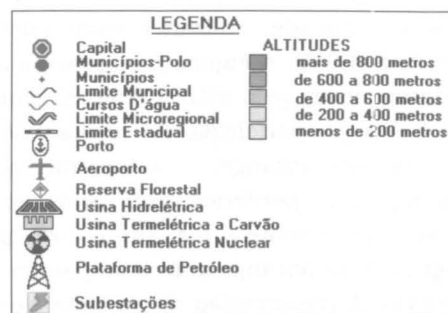 LEGENDA
Capital
Municípios-Polo
Municípios
Limite Municipal
Cursos D'água
Limite Microregional
Limite Estadual
Porto
Aeroporto
Reserva Florestal
Usina Hidrelétrica
Usina Termelétrica a Carvão
Usina Termelétrica Nuclear
Plataforma de Petróleo
Subestações
ALTITUDES
mais de 800 metros
de 600 a 800 metros
de 400 a 600 metros
de 200 a 400 metros
menos de 200 metros